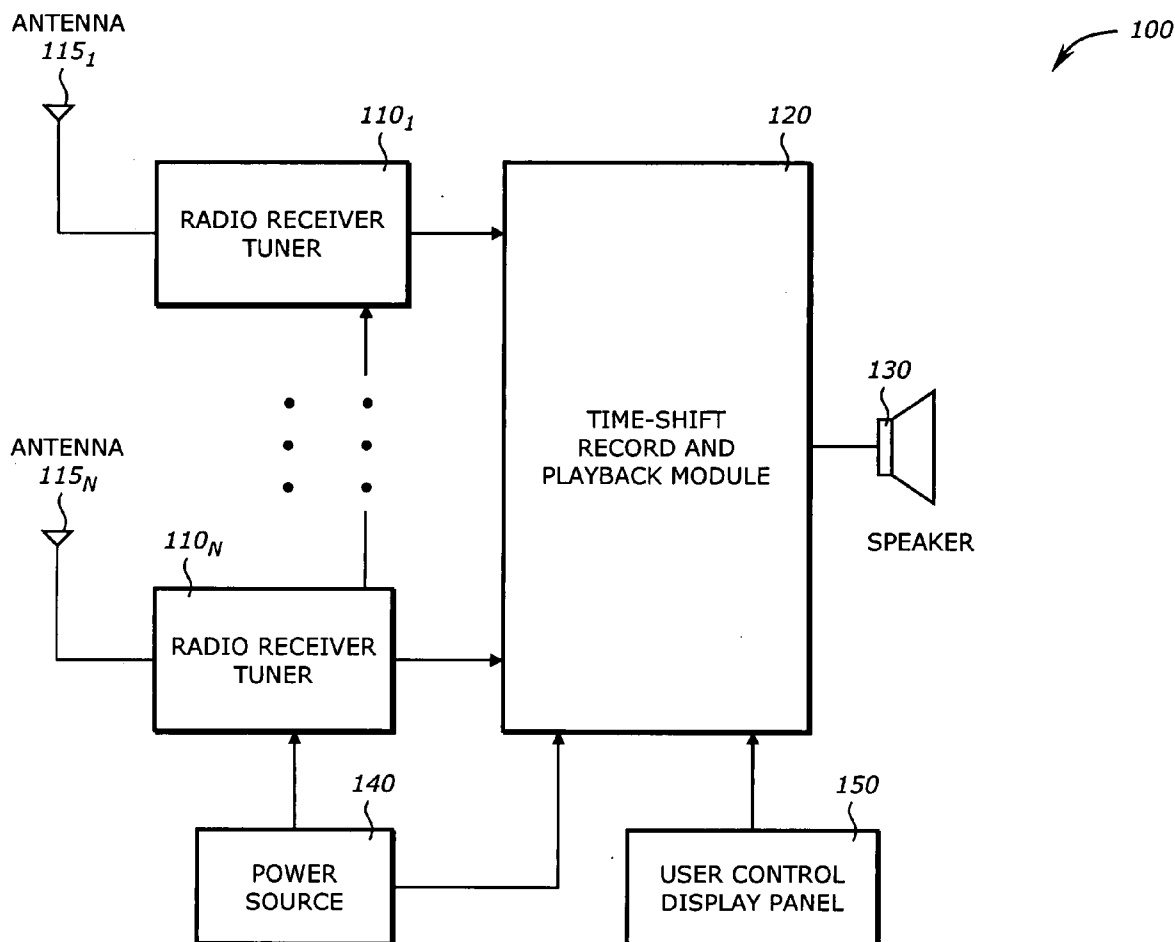 ANTENNA
115₁
100
110₁
120
RADIO RECEIVER
TUNER
130
TIME-SHIFT
RECORD AND
PLAYBACK MODULE
ANTENNA
115N
SPEAKER
110N
RADIO RECEIVER
TUNER
140
150
POWER
SOURCE
USER CONTROL
DISPLAY PANEL